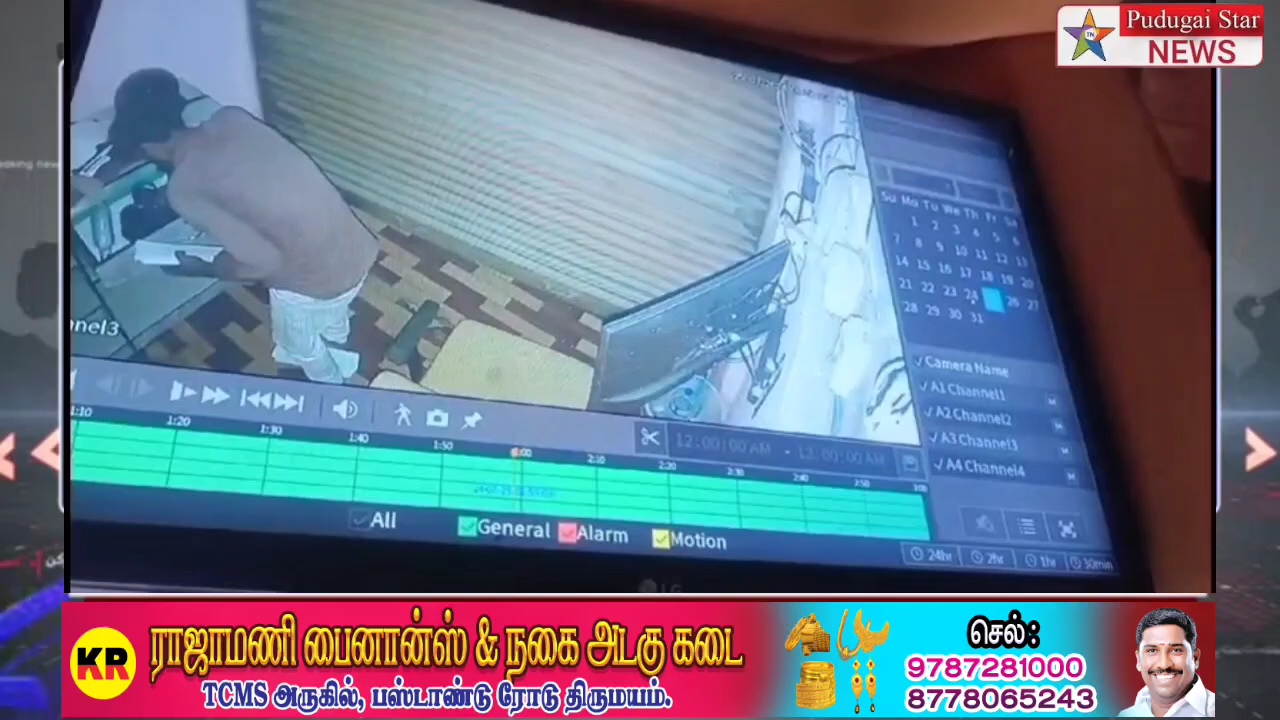 Pudugai Star
TN
NEWS
Su Mo Tu We Th Fr Sa
1 2 3 4 5 6
7 8 9 10 11 12 13
14 15 16 17 18 19 20
21 22 23 24 26 27
28 29 30 31
nnel3
Camera Name
A1 Channel1
A2 Channel2
A3 Channel3
A4 Channel4
1:10 1:20 1:30 1:40 1:50 2:00 2:10 2:20 2:30 2:40 2:50 3:00
12:00:00 AM -
All General Alarm Motion
24hr 2hr 1hr 30min
LG
KR
ராஜாமணி பைனான்ஸ் & நகை அடகு கடை
TCMS அருகில், பஸ்டாண்டு ரோடு திருமயம்.
செல் :
9787281000
8778065243